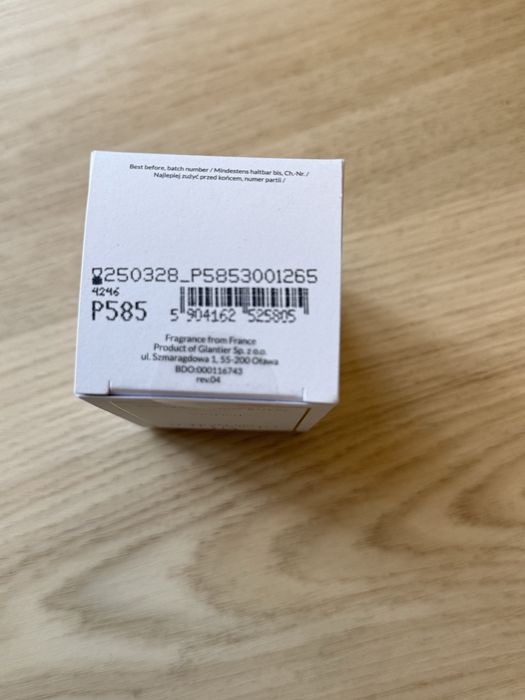 Best before, batch number / Mindestens haltbar bis, Ch.-Nr. /
Najlepiej zużyć przed końcem, numer partii /
250328_P5853001265
4246
P585
5 904162 525805
Fragrance from France
Product of Glantier Sp. z o.o.
ul. Szmaragdowa 1, 55-200 Oława
BDO:000116743
rev.04